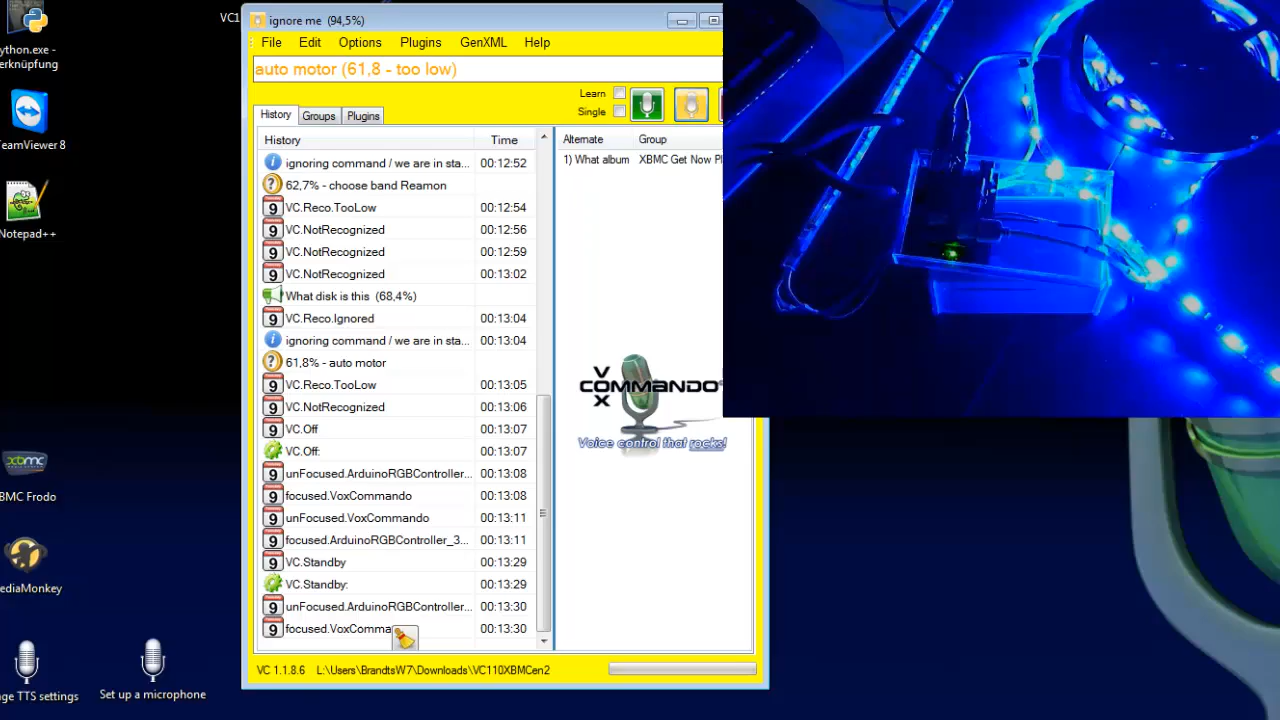 ython.exe -
erknüpfung
eamViewer 8
Notepad++
BMC Frodo
ediaMonkey
nge TTS settings
Set up a microphone
VC1
ignore me (94,5%)
File Edit Options Plugins GenXML Help
auto motor (61,8 - too low)
Learn
Single
History Groups Plugins
History Time
ignoring command / we are in sta... 00:12:52
62,7% - choose band Reamon
VC.Reco.TooLow 00:12:54
VC.NotRecognized 00:12:56
VC.NotRecognized 00:12:59
VC.NotRecognized 00:13:02
What disk is this (68,4%)
VC.Reco.Ignored 00:13:04
ignoring command / we are in sta... 00:13:04
61,8% - auto motor
VC.Reco.TooLow 00:13:05
VC.NotRecognized 00:13:06
VC.Off 00:13:07
VC.Off: 00:13:07
unFocused.ArduinoRGBController... 00:13:08
focused.VoxCommando 00:13:08
unFocused.VoxCommando 00:13:11
focused.ArduinoRGBController_3... 00:13:11
VC.Standby 00:13:29
VC.Standby: 00:13:29
unFocused.ArduinoRGBController... 00:13:30
focused.VoxComma 00:13:30
Alternate Group
1) What album XBMC Get Now Pl
VOX
COMMANDO
Voice control that rocks!
VC 1.1.8.6 L:\Users\BrandtsW7\Downloads\VC110XBMCen2